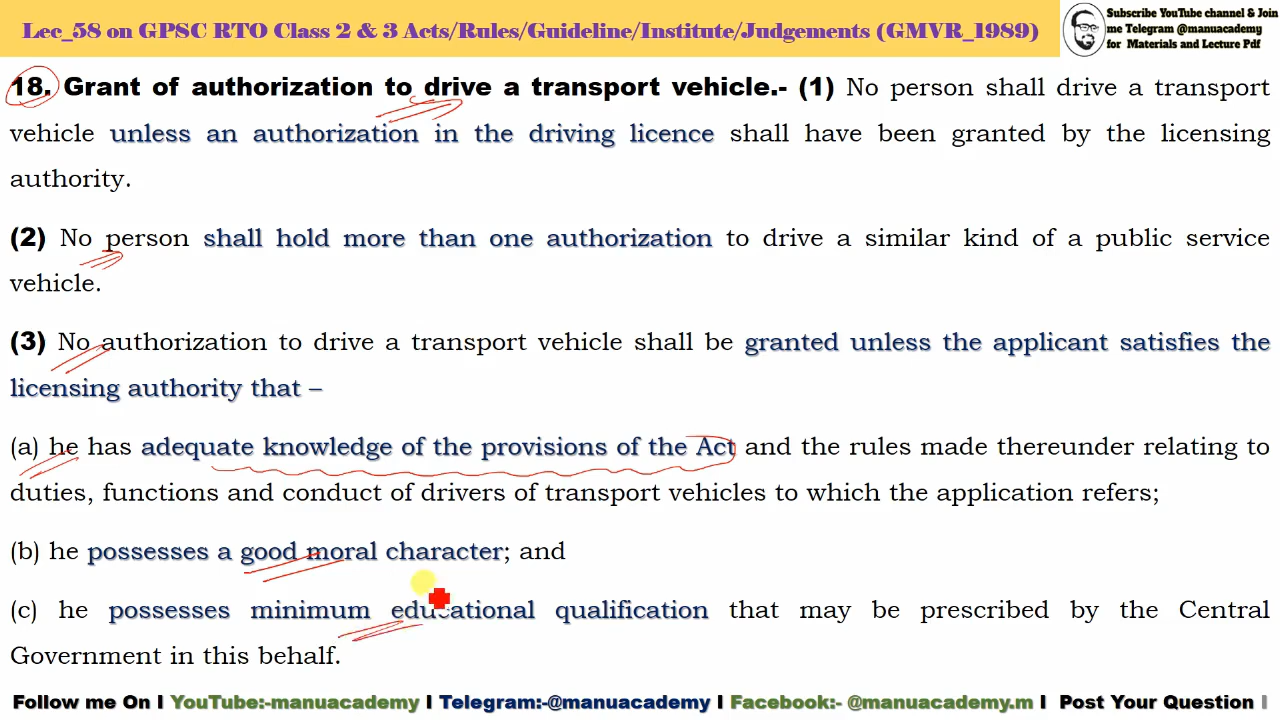 Lec_58 on GPSC RTO Class 2 & 3 Acts/Rules/Guideline/Institute/Judgements (GMVR_1989)
Subscribe YouTube channel & Join
me Telegram @manuacademy
for Materials and Lecture Pdf
18. Grant of authorization to drive a transport vehicle.- (1) No person shall drive a transport
vehicle unless an authorization in the driving licence shall have been granted by the licensing
authority.
(2) No person shall hold more than one authorization to drive a similar kind of a public service
vehicle.
(3) No authorization to drive a transport vehicle shall be granted unless the applicant satisfies the
licensing authority that –
(a) he has adequate knowledge of the provisions of the Act and the rules made thereunder relating to
duties, functions and conduct of drivers of transport vehicles to which the application refers;
(b) he possesses a good moral character; and
(c) he possesses minimum educational qualification that may be prescribed by the Central
Government in this behalf.
Follow me On I YouTube:-manuacademy I Telegram:-@manuacademy I Facebook:- @manuacademy.m I Post Your Question I